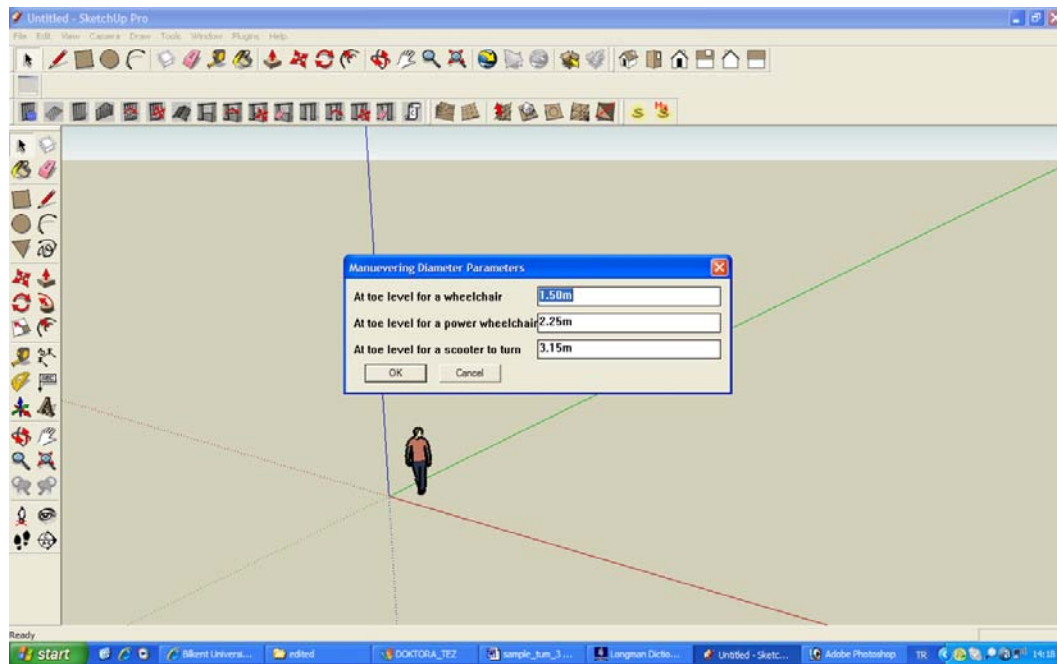 Untitled - SketchUp Pro
File Edit View Camera Draw Tools Window Plugins Help
S
ABC
Manuevering Diameter Parameters
At toe level for a wheelchair 1.50m
At toe level for a power wheelchair 2.25m
At toe level for a scooter to turn 3.15m
OK Cancel
Ready
start Bilkent Universi... edited DOKTORA_TEZ sample_tum_3... Longman Dictio... Untitled - Sketc... Adobe Photoshop TR 14:18